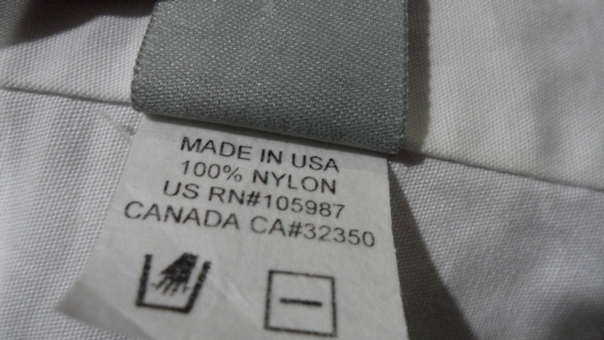 MADE IN USA
100% NYLON
US RN#105987
CANADA CA#32350